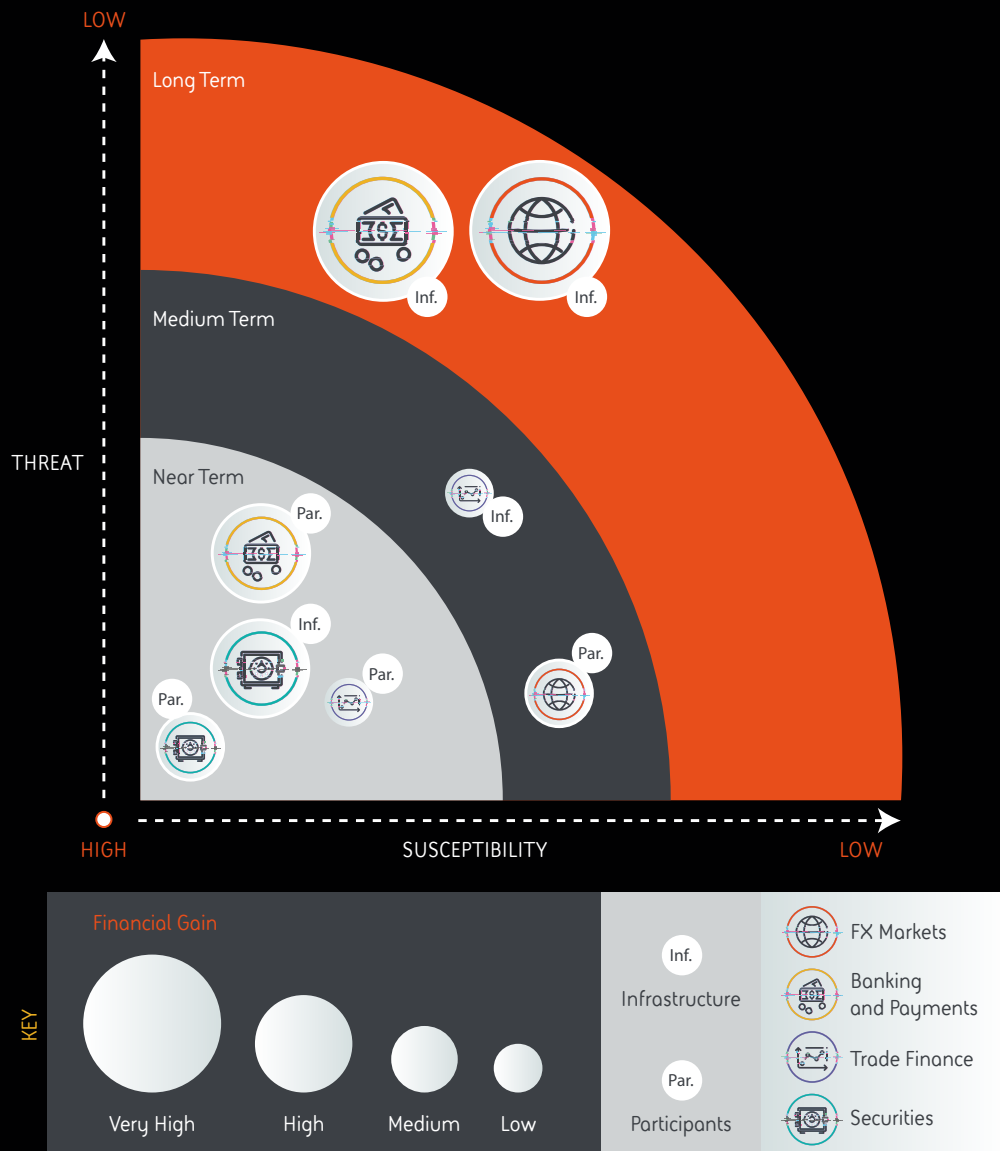 LOW
Long Term
Inf.
Inf.
Medium Term
THREAT
Near Term
Par.
Inf.
Inf.
Par.
Par.
Par.
HIGH
SUSCEPTIBILITY
LOW
KEY
Financial Gain
Very High
High
Medium
Low
Inf.
Infrastructure
Par.
Participants
FX Markets
Banking
and Payments
Trade Finance
Securities